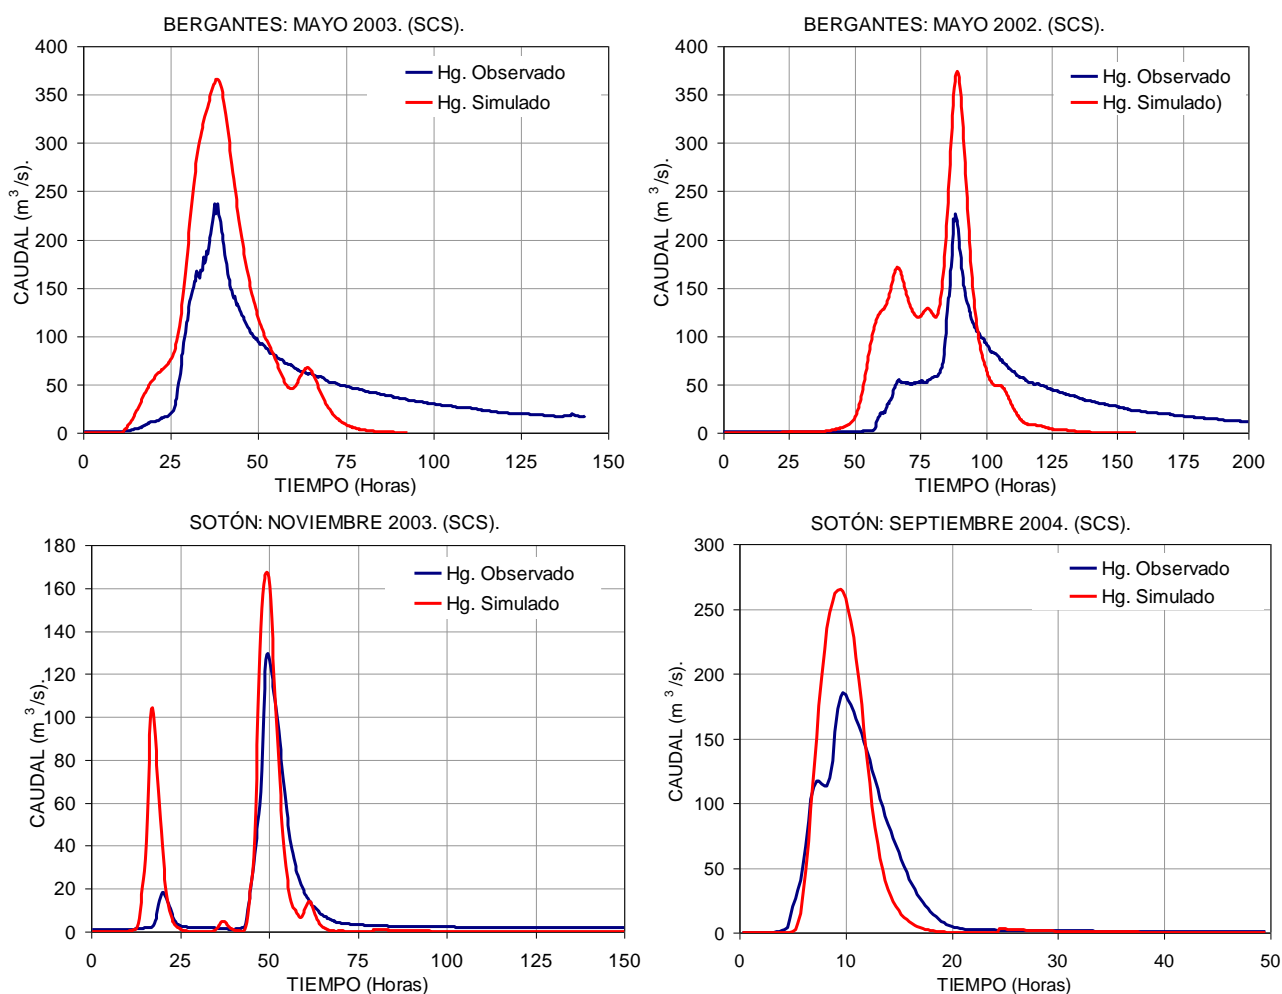 BERGANTES: MAYO 2003. (SCS).
400
350
300
250
200
150
100
50
0
CAUDAL (m³/s).
Hg. Observado
Hg. Simulado
0 25 50 75 100 125 150
TIEMPO (Horas)
BERGANTES: MAYO 2002. (SCS).
400
350
300
250
200
150
100
50
0
CAUDAL (m³/s).
Hg. Observado
Hg. Simulado)
0 25 50 75 100 125 150 175 200
TIEMPO (Horas)
SOTÓN: NOVIEMBRE 2003. (SCS).
180
160
140
120
100
80
60
40
20
0
CAUDAL (m³/s).
Hg. Observado
Hg. Simulado
0 25 50 75 100 125 150
TIEMPO (Horas)
SOTÓN: SEPTIEMBRE 2004. (SCS).
300
250
200
150
100
50
0
CAUDAL (m³/s).
Hg. Observado
Hg. Simulado
0 10 20 30 40 50
TIEMPO (Horas)